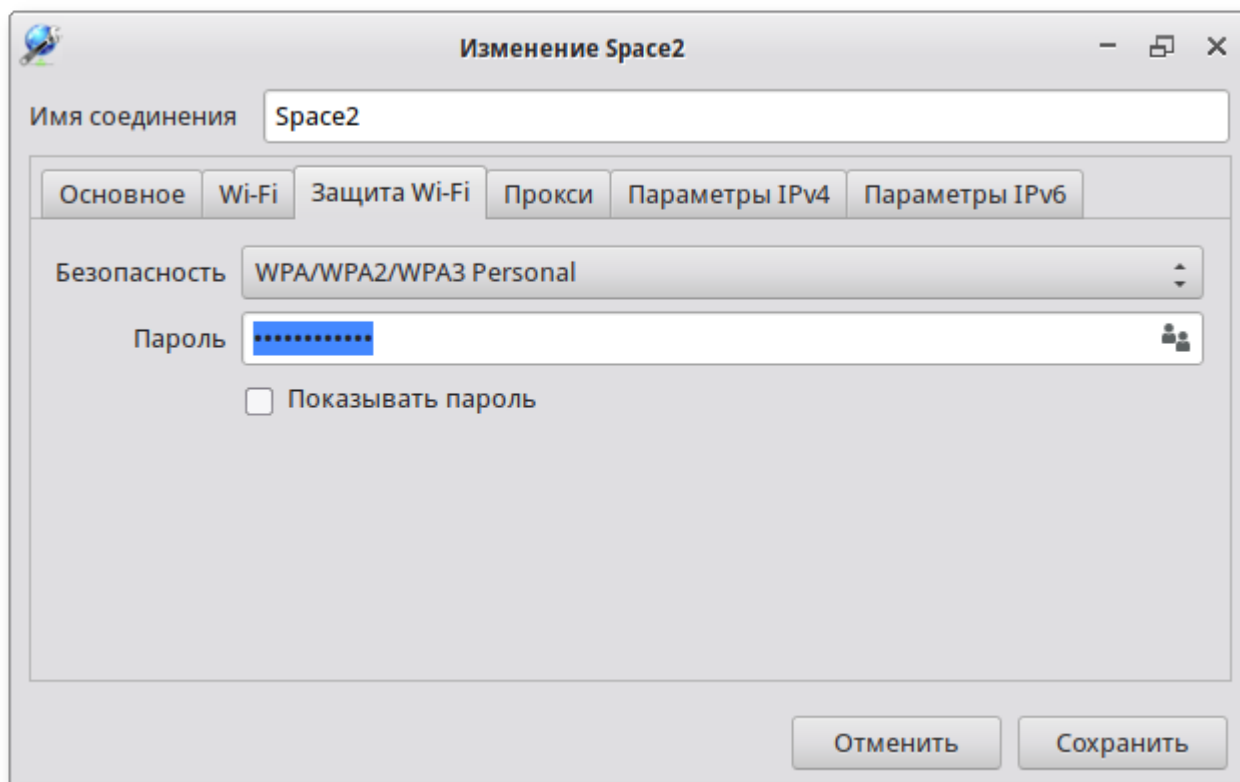 Изменение Space2
Имя соединения Space2
Основное Wi-Fi Защита Wi-Fi Прокси Параметры IPv4 Параметры IPv6
Безопасность WPA/WPA2/WPA3 Personal
Пароль ••••••••••••
Показывать пароль
Отменить Сохранить